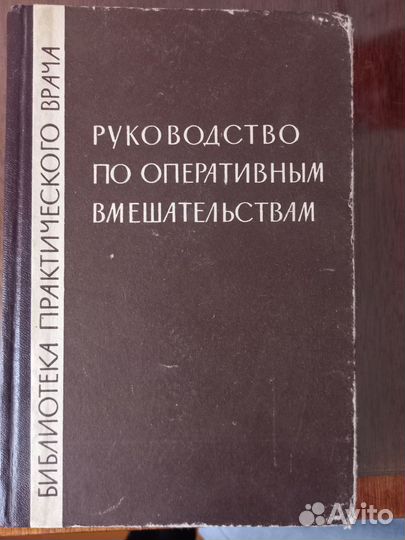 БИБЛИОТЕКА ПРАКТИЧЕСКОГО ВРАЧА
РУКОВОДСТВО
ПО ОПЕРАТИВНЫМ
ВМЕШАТЕЛЬСТВАМ
Avito